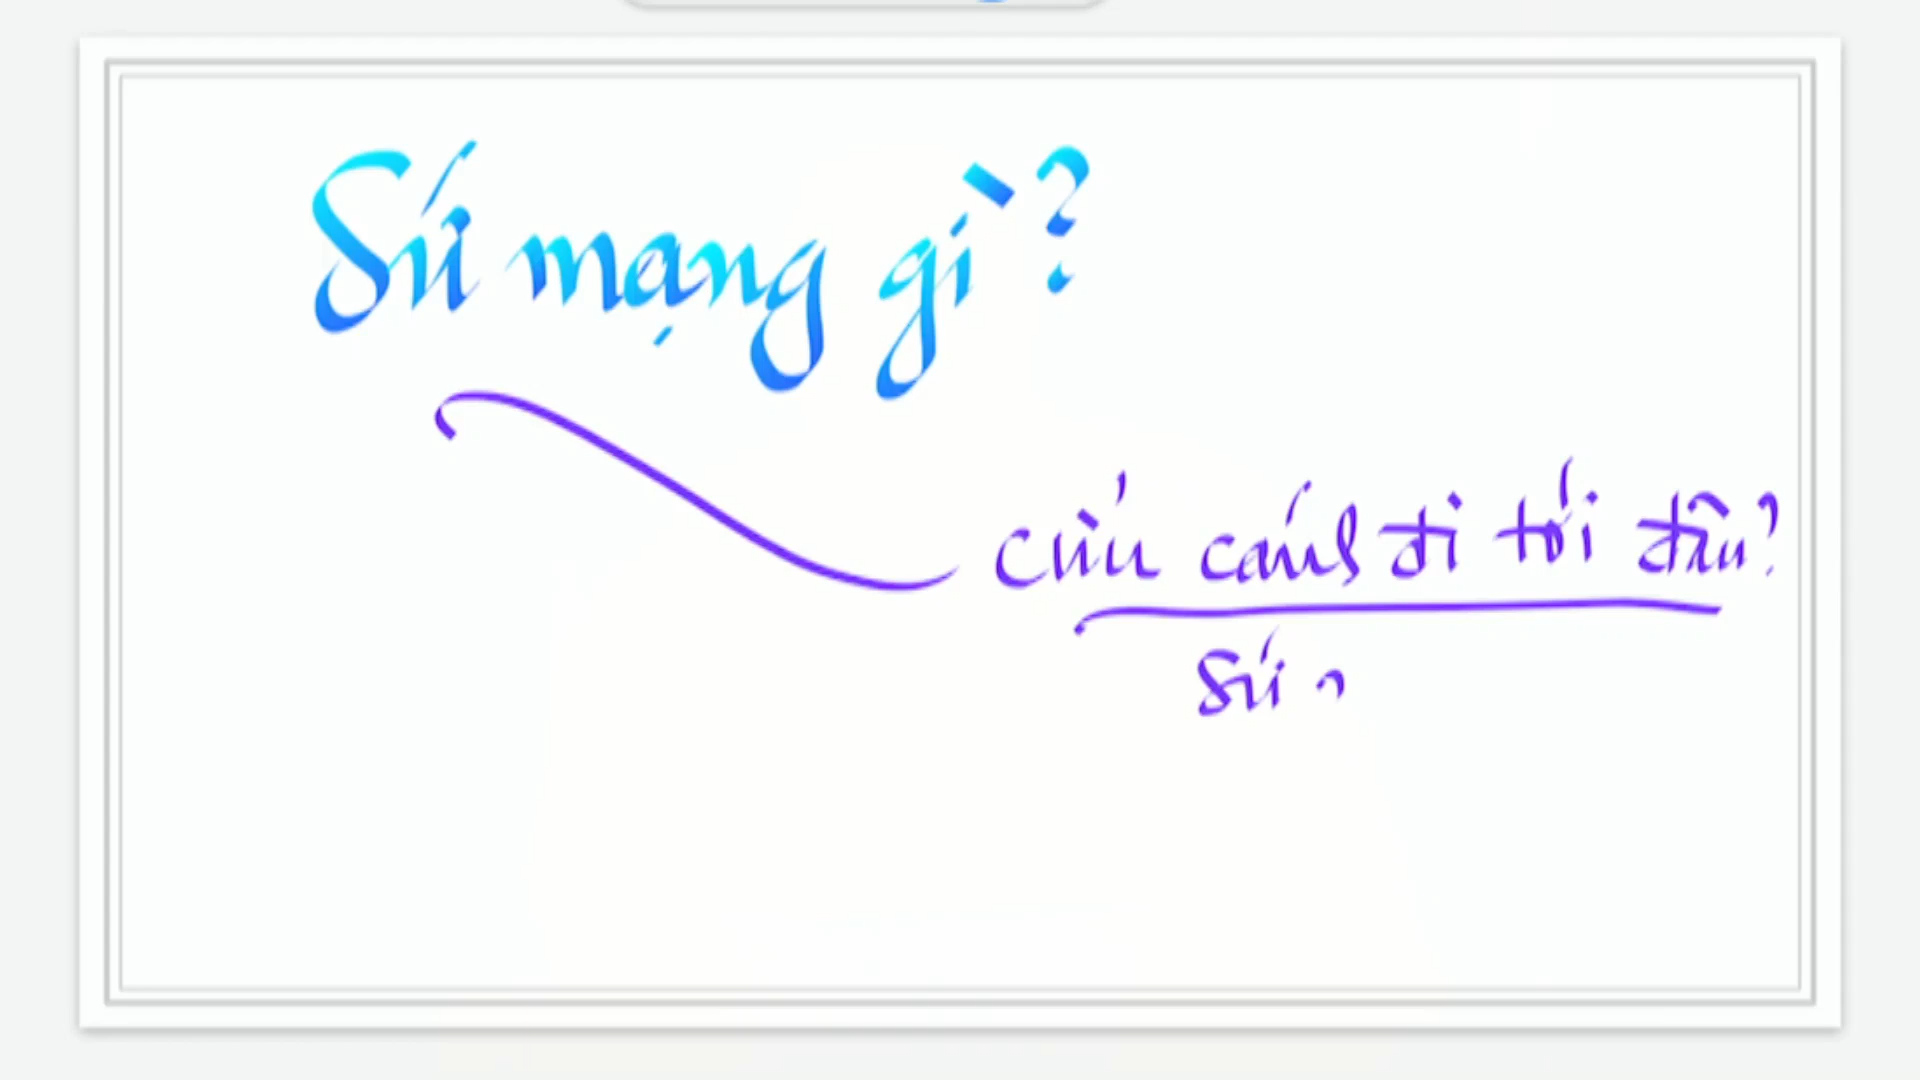 Sứ mạng gì?
cứu cánh đi tới đâu?
Sứ